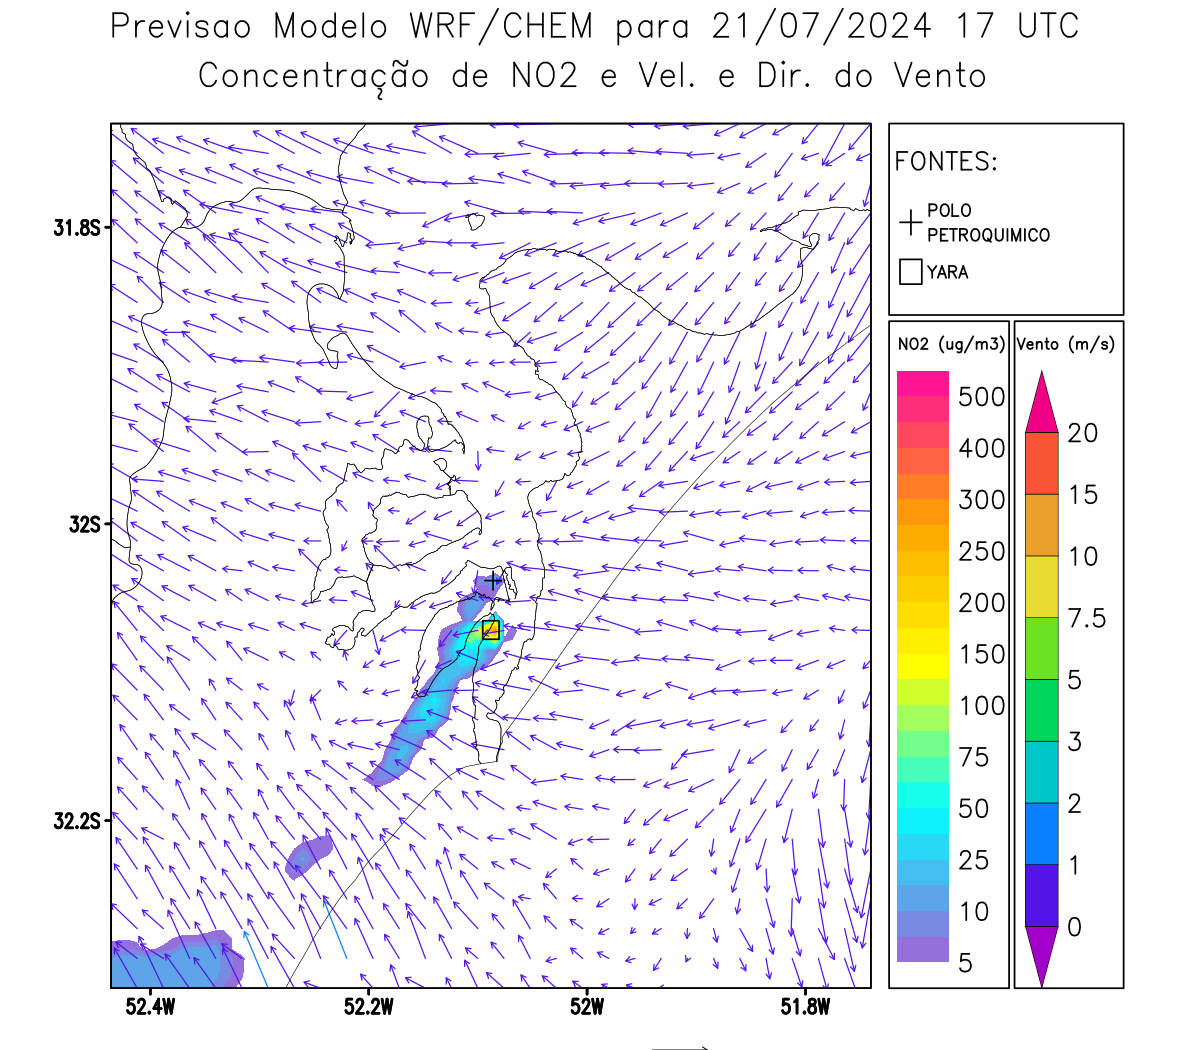 Previsao Modelo WRF/CHEM para 21/07/2024 17 UTC
Concentração de NO2 e Vel. e Dir. do Vento
FONTES:
POLO
PETROQUIMICO
YARA
NO2 (ug/m3)
500
400
300
250
200
150
100
75
50
25
10
5
Vento (m/s)
20
15
10
7.5
5
3
2
1
0
31.8S
32S
32.2S
52.4W
52.2W
52W
51.8W